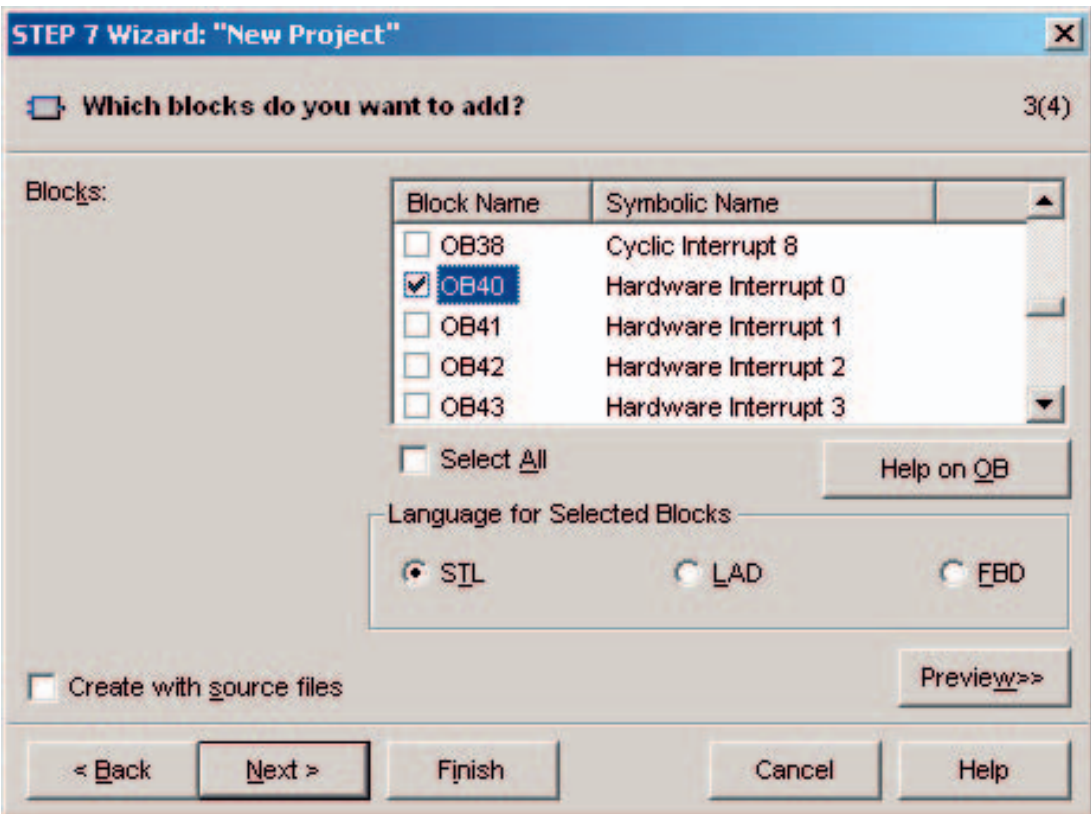 STEP 7 Wizard: "New Project"
Which blocks do you want to add? 3(4)
Blocks:
Block Name Symbolic Name
OB38 Cyclic Interrupt 8
OB40 Hardware Interrupt 0
OB41 Hardware Interrupt 1
OB42 Hardware Interrupt 2
OB43 Hardware Interrupt 3
Select All Help on OB
Language for Selected Blocks
STL LAD FBD
Create with source files Preview>>
< Back Next > Finish Cancel Help